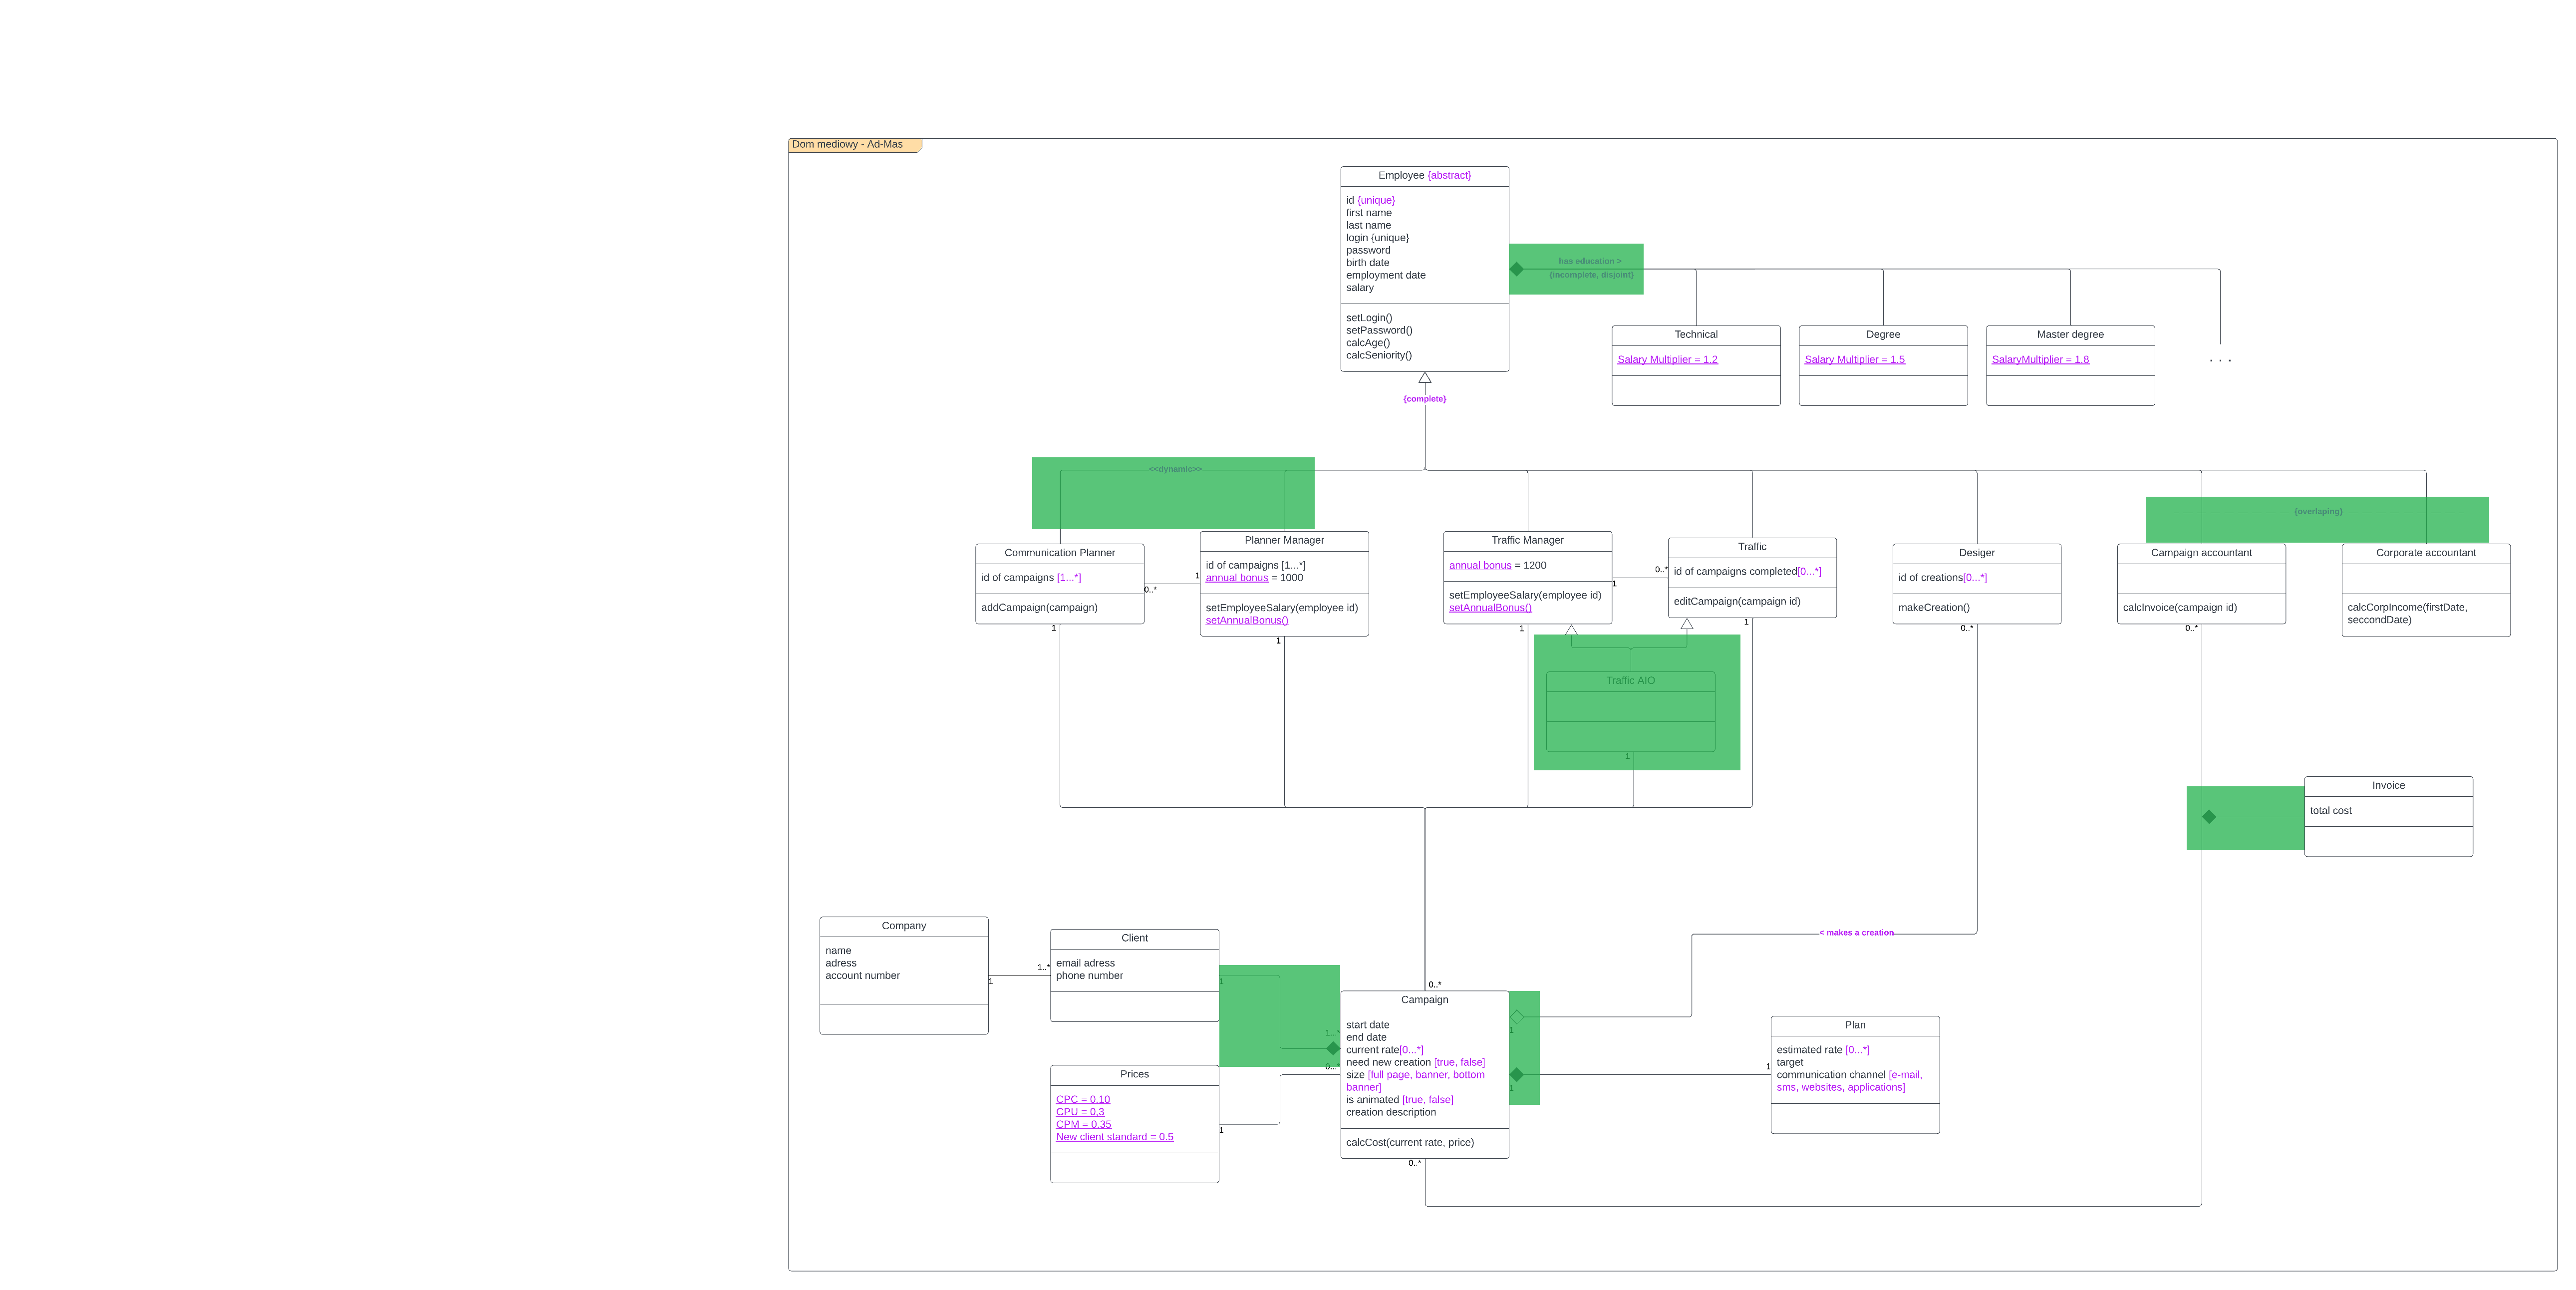 Dom mediowy - Ad-Mas
Employee {abstract}
id {unique}
first name
last name
login {unique}
password
birth date
employment date
salary
setLogin()
setPassword()
calcAge()
calcSeniority()
has education >
{incomplete, disjoint}
Technical
Salary Multiplier = 1.2
Degree
Salary Multiplier = 1.5
Master degree
SalaryMultiplier = 1.8
. . .
{complete}
<<dynamic>>
{overlaping}
Communication Planner
id of campaigns [1...*]
addCampaign(campaign)
1
0..*
1
Planner Manager
id of campaigns [1...*]
annual bonus = 1000
setEmployeeSalary(employee id)
setAnnualBonus()
1
Traffic Manager
annual bonus = 1200
setEmployeeSalary(employee id)
setAnnualBonus()
1
1
0..*
Traffic
id of campaigns completed[0...*]
editCampaign(campaign id)
1
Desiger
id of creations[0...*]
makeCreation()
0..*
Campaign accountant
calcInvoice(campaign id)
0..*
Corporate accountant
calcCorpIncome(firstDate,
seccondDate)
Traffic AIO
1
Invoice
total cost
Company
name
adress
account number
1
1..*
Client
email adress
phone number
1
1...*
< makes a creation
0..*
Campaign
start date
end date
current rate[0...*]
need new creation [true, false]
size [full page, banner, bottom
banner]
is animated [true, false]
creation description
calcCost(current rate, price)
1
1
0...*
0..*
Plan
estimated rate [0...*]
target
communication channel [e-mail,
sms, websites, applications]
1
Prices
CPC = 0.10
CPU = 0.3
CPM = 0.35
New client standard = 0.5
1